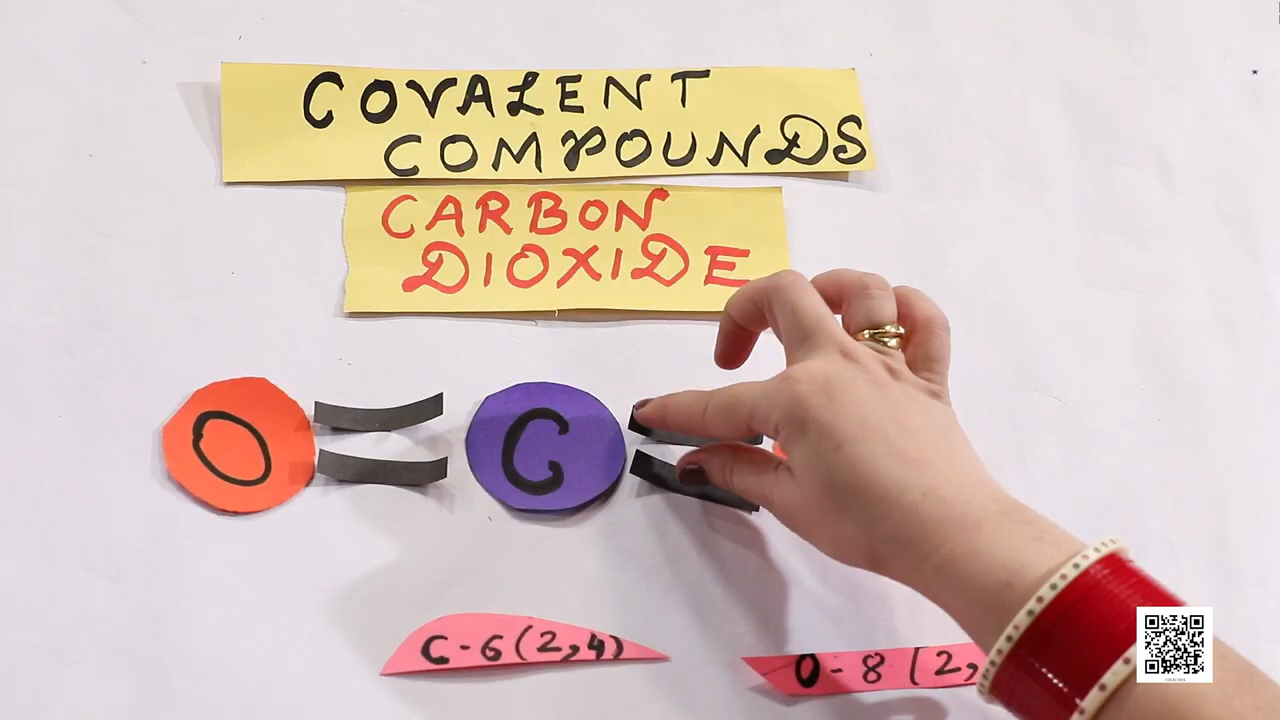 COVALENT
COMPOUNDS
CARBON
DIOXIDE
O C
C-6(2,4)
O-8(2,